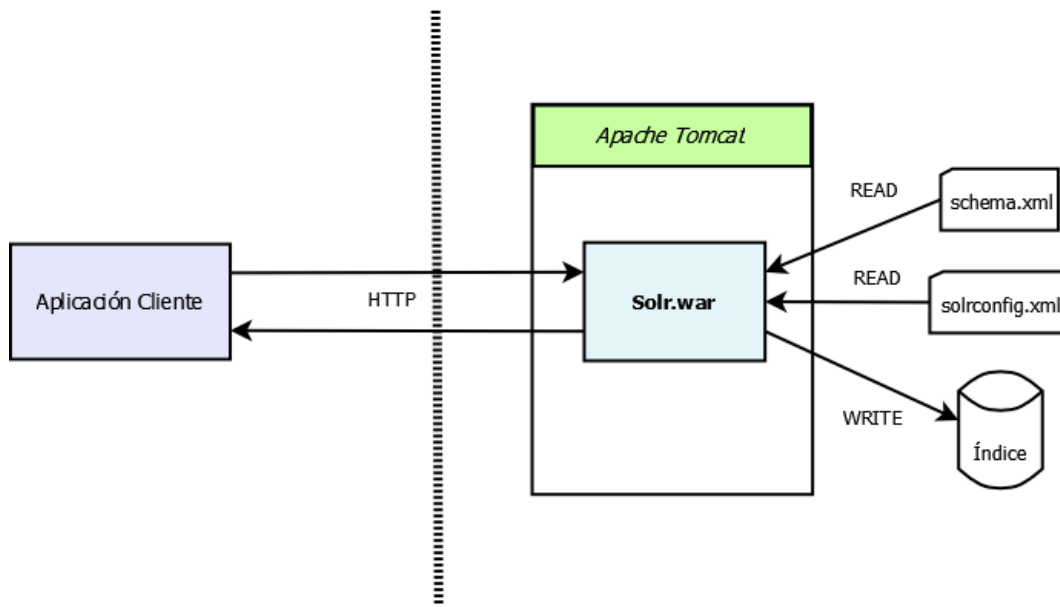 Apache Tomcat
READ
schema.xml
Aplicación Cliente
HTTP
Solr.war
READ
solrconfig.xml
WRITE
Índice